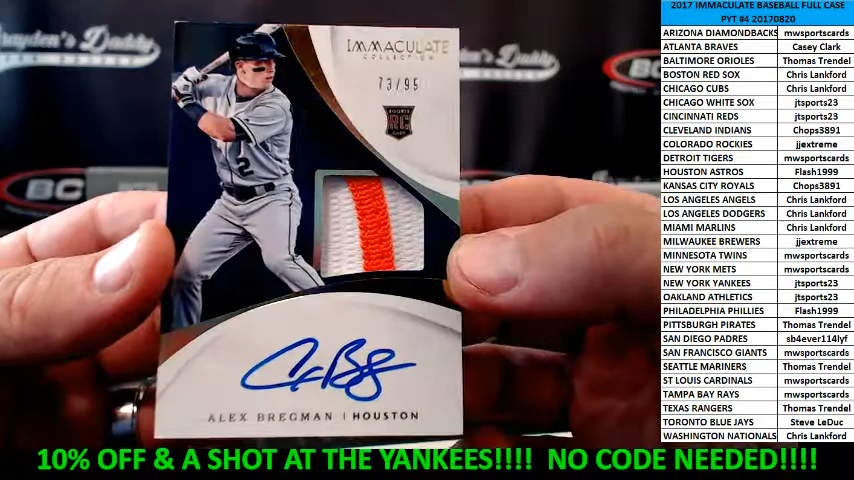 Brayden's Daddy
IMMACULATE
COLLECTION
73/99
ROOKIE
RC
CARD
2
ALEX BREGMAN | HOUSTON
BC
2017 IMMACULATE BASEBALL FULL CASE
PYT #4 20170820
ARIZONA DIAMONDBACKS mwsportscards
ATLANTA BRAVES Casey Clark
BALTIMORE ORIOLES Thomas Trendel
BOSTON RED SOX Chris Lankford
CHICAGO CUBS Chris Lankford
CHICAGO WHITE SOX jtsports23
CINCINNATI REDS jtsports23
CLEVELAND INDIANS Chops3891
COLORADO ROCKIES jjextreme
DETROIT TIGERS mwsportscards
HOUSTON ASTROS Flash1999
KANSAS CITY ROYALS Chops3891
LOS ANGELES ANGELS Chris Lankford
LOS ANGELES DODGERS Chris Lankford
MIAMI MARLINS Chris Lankford
MILWAUKEE BREWERS jjextreme
MINNESOTA TWINS mwsportscards
NEW YORK METS mwsportscards
NEW YORK YANKEES jtsports23
OAKLAND ATHLETICS jtsports23
PHILADELPHIA PHILLIES Flash1999
PITTSBURGH PIRATES Thomas Trendel
SAN DIEGO PADRES sb4ever114lyf
SAN FRANCISCO GIANTS mwsportscards
SEATTLE MARINERS Thomas Trendel
ST LOUIS CARDINALS mwsportscards
TAMPA BAY RAYS mwsportscards
TEXAS RANGERS Thomas Trendel
TORONTO BLUE JAYS Steve LeDuc
WASHINGTON NATIONALS Chris Lankford
10% OFF & A SHOT AT THE YANKEES!!!! NO CODE NEEDED!!!!